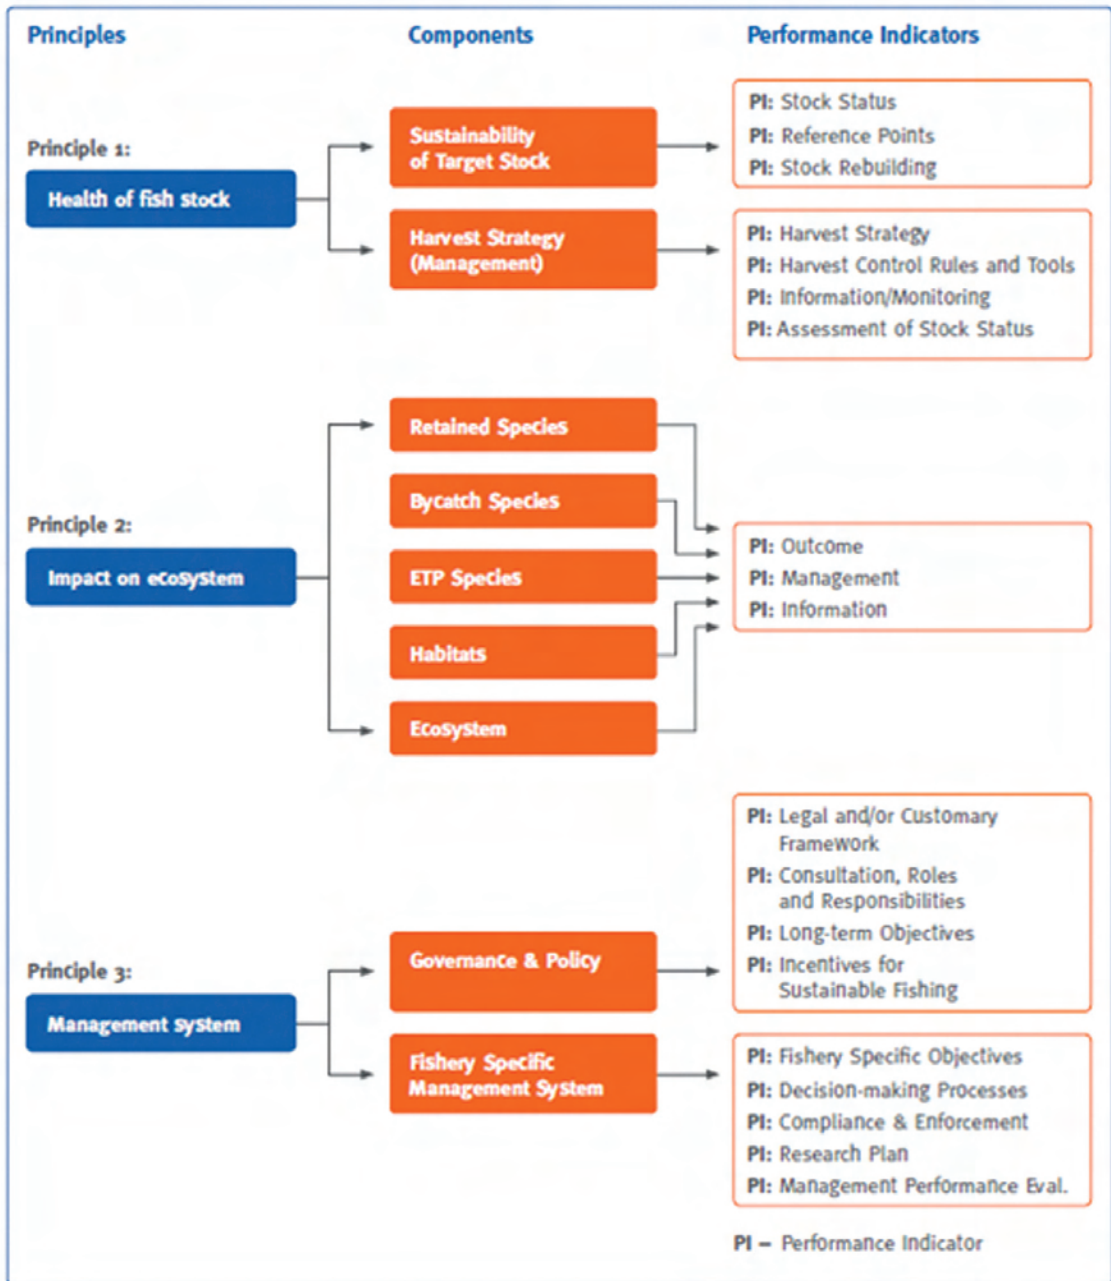 Principles
Components
Performance Indicators
Principle 1:
Health of fish stock
Sustainability
of Target Stock
PI: Stock Status
PI: Reference Points
PI: Stock Rebuilding
Harvest Strategy
(Management)
PI: Harvest Strategy
PI: Harvest Control Rules and Tools
PI: Information/Monitoring
PI: Assessment of Stock Status
Principle 2:
Impact on ecosystem
Retained Species
Bycatch Species
ETP Species
Habitats
Ecosystem
PI: Outcome
PI: Management
PI: Information
Principle 3:
Management system
Governance & Policy
PI: Legal and/or Customary
Framework
PI: Consultation, Roles
and Responsibilities
PI: Long-term Objectives
PI: Incentives for
Sustainable Fishing
Fishery Specific
Management System
PI: Fishery Specific Objectives
PI: Decision-making Processes
PI: Compliance & Enforcement
PI: Research Plan
PI: Management Performance Eval.
PI – Performance Indicator